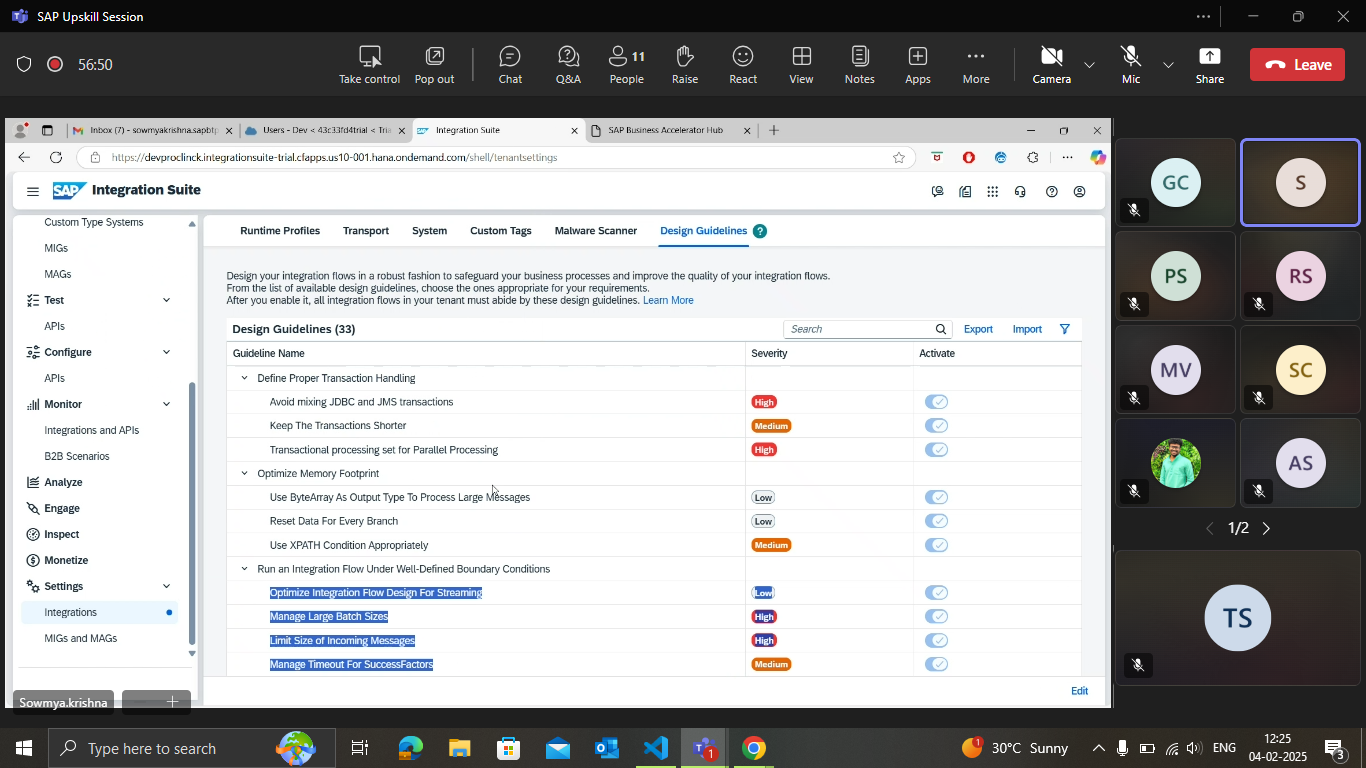 SAP Upskill Session
56:50
Take control
Pop out
Chat
Q&A
11
People
Raise
React
View
Notes
Apps
More
Camera
Mic
Share
Leave
Inbox (7) - sowmyakrishna.sapbtp
Users - Dev < 43c33fd4trial < Tria
Integration Suite
SAP Business Accelerator Hub
https://devproclinck.integrationsuite-trial.cfapps.us10-001.hana.ondemand.com/shell/tenantsettings
SAP Integration Suite
Custom Type Systems
MIGs
MAGs
Test
APIs
Configure
APIs
Monitor
Integrations and APIs
B2B Scenarios
Analyze
Engage
Inspect
Monetize
Settings
Integrations
MIGs and MAGs
Runtime Profiles
Transport
System
Custom Tags
Malware Scanner
Design Guidelines
Design your integration flows in a robust fashion to safeguard your business processes and improve the quality of your integration flows.
From the list of available design guidelines, choose the ones appropriate for your requirements.
After you enable it, all integration flows in your tenant must abide by these design guidelines. Learn More
Design Guidelines (33)
Search
Export
Import
Guideline Name
Severity
Activate
Define Proper Transaction Handling
Avoid mixing JDBC and JMS transactions
High
Keep The Transactions Shorter
Medium
Transactional processing set for Parallel Processing
High
Optimize Memory Footprint
Use ByteArray As Output Type To Process Large Messages
Low
Reset Data For Every Branch
Low
Use XPATH Condition Appropriately
Medium
Run an Integration Flow Under Well-Defined Boundary Conditions
Optimize Integration Flow Design For Streaming
Low
Manage Large Batch Sizes
High
Limit Size of Incoming Messages
High
Manage Timeout For SuccessFactors
Medium
Edit
Sowmya.krishna
GC
S
PS
RS
MV
SC
AS
1/2
TS
Type here to search
1
1
30°C Sunny
ENG
12:25
04-02-2025
3